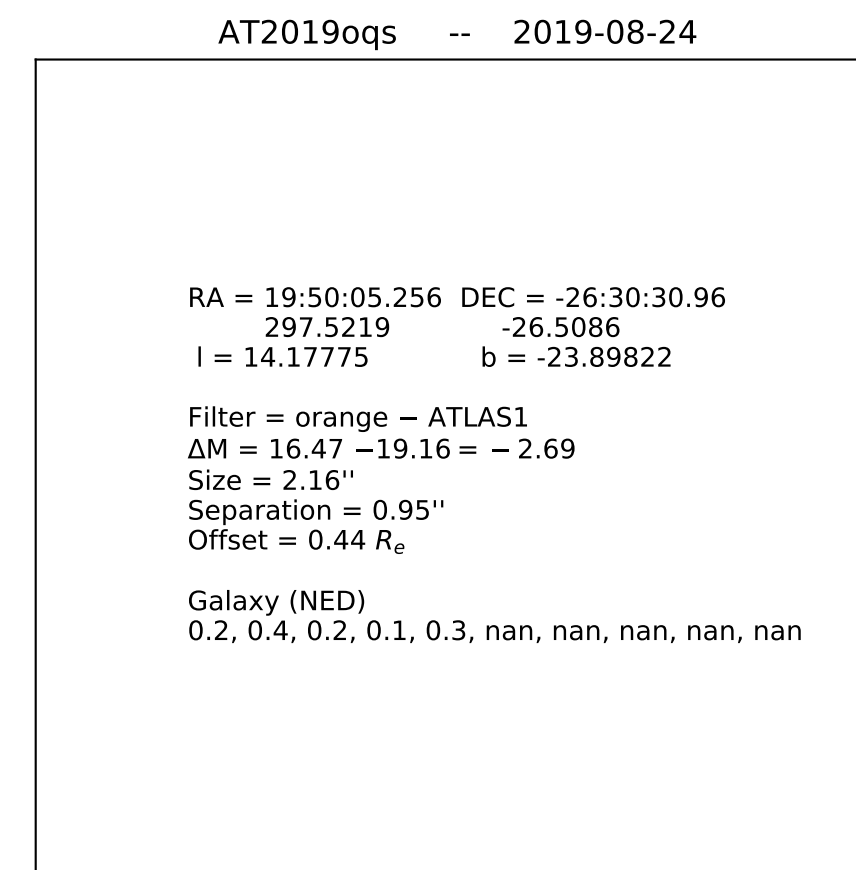 AT2019oqs -- 2019-08-24
RA = 19:50:05.256 DEC = -26:30:30.96
297.5219 -26.5086
l = 14.17775 b = -23.89822
Filter = orange − ATLAS1
ΔM = 16.47 −19.16 = − 2.69
Size = 2.16''
Separation = 0.95''
Offset = 0.44 Re
Galaxy (NED)
0.2, 0.4, 0.2, 0.1, 0.3, nan, nan, nan, nan, nan